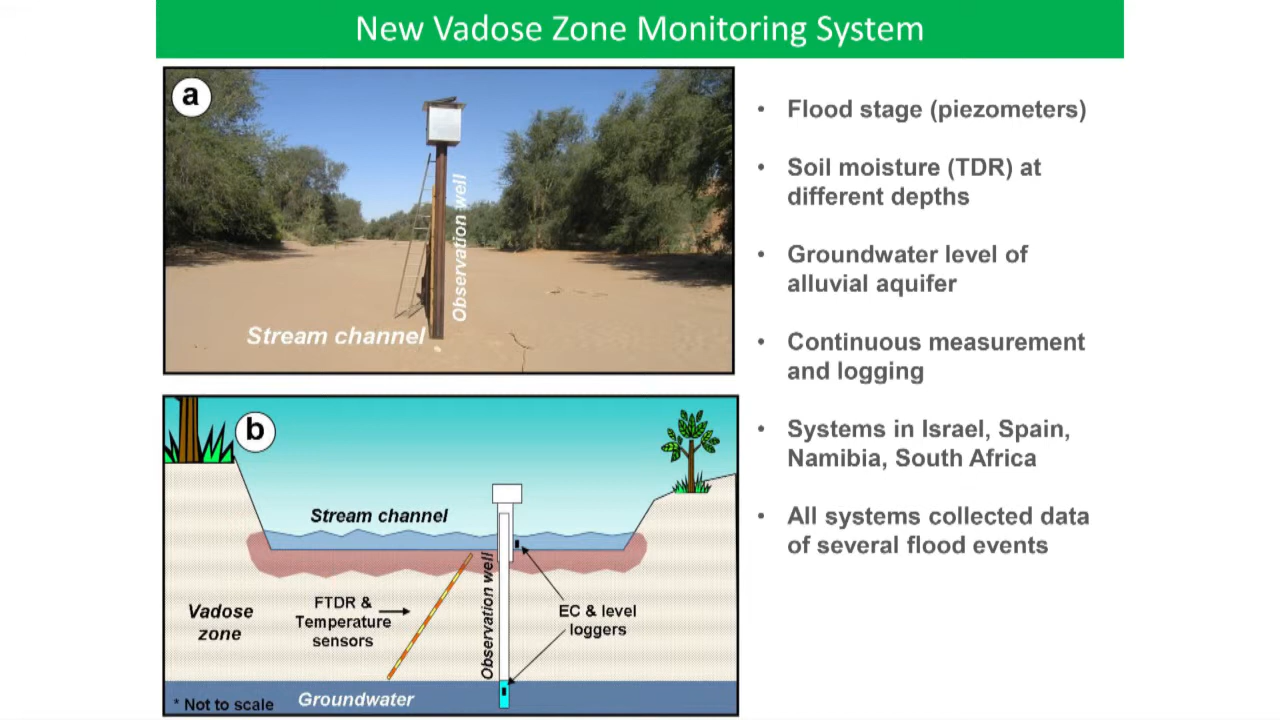 New Vadose Zone Monitoring System
a
Observation well
Stream channel
b
Stream channel
Vadose
zone
FTDR &
Temperature
sensors
Observation well
EC & level
loggers
* Not to scale
Groundwater
• Flood stage (piezometers)
• Soil moisture (TDR) at
different depths
• Groundwater level of
alluvial aquifer
• Continuous measurement
and logging
• Systems in Israel, Spain,
Namibia, South Africa
• All systems collected data
of several flood events